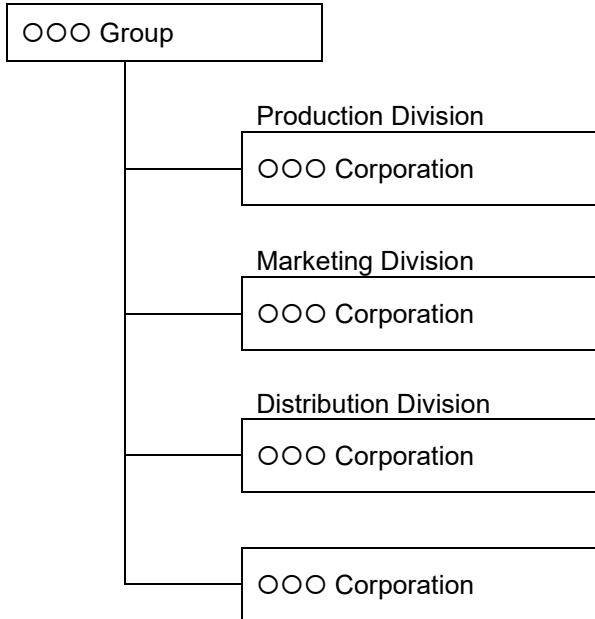 ○○○ Group
Production Division
○○○ Corporation
Marketing Division
○○○ Corporation
Distribution Division
○○○ Corporation
○○○ Corporation